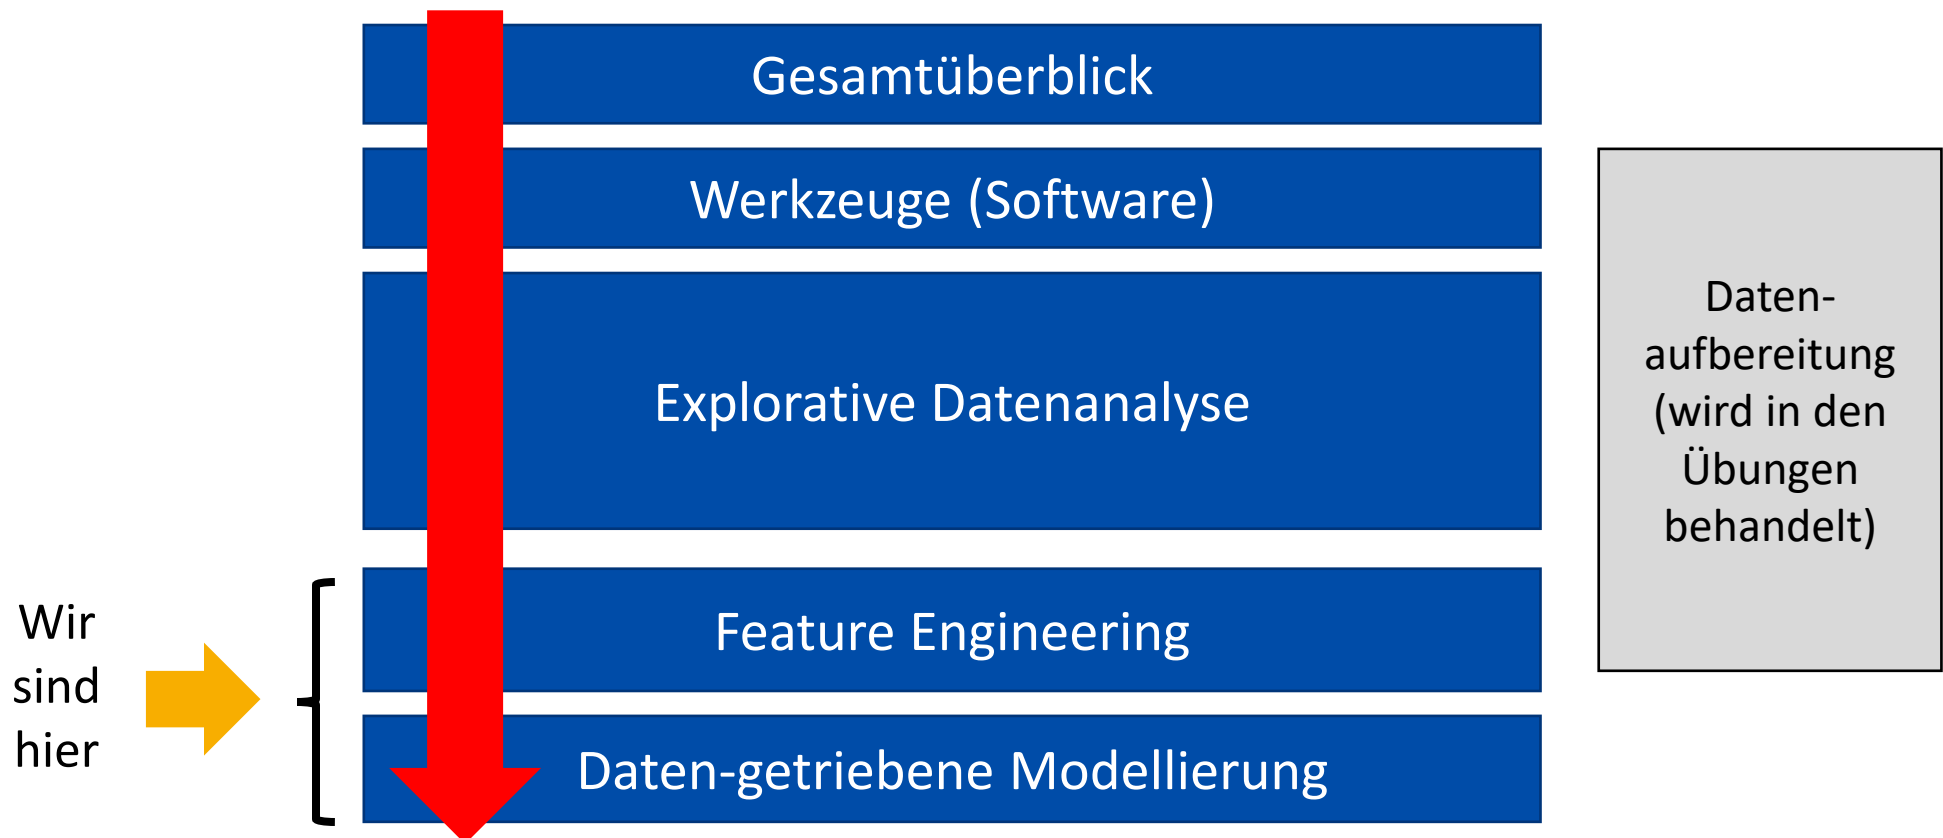 Gesamtüberblick
Werkzeuge (Software)
Explorative Datenanalyse
Feature Engineering
Daten-getriebene Modellierung
Wir
sind
hier
Daten-
aufbereitung
(wird in den
Übungen
behandelt)